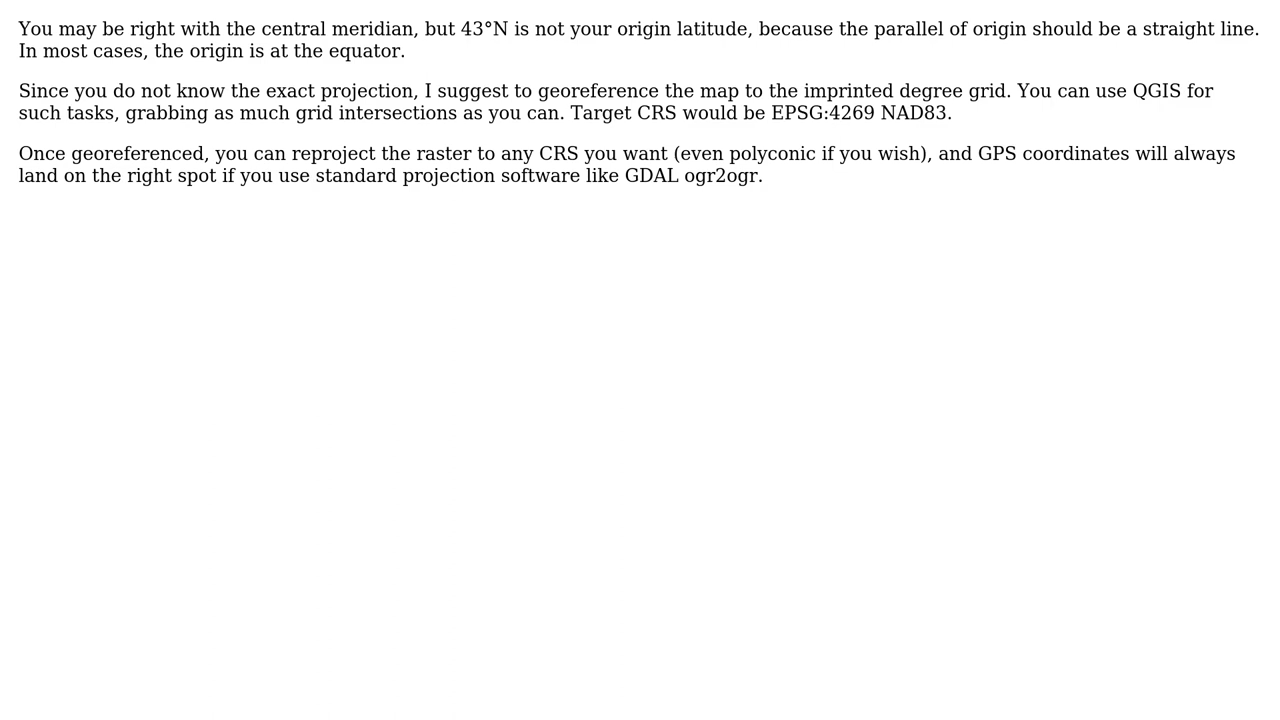 You may be right with the central meridian, but 43°N is not your origin latitude, because the parallel of origin should be a straight line.
In most cases, the origin is at the equator.
Since you do not know the exact projection, I suggest to georeference the map to the imprinted degree grid. You can use QGIS for
such tasks, grabbing as much grid intersections as you can. Target CRS would be EPSG:4269 NAD83.
Once georeferenced, you can reproject the raster to any CRS you want (even polyconic if you wish), and GPS coordinates will always
land on the right spot if you use standard projection software like GDAL ogr2ogr.